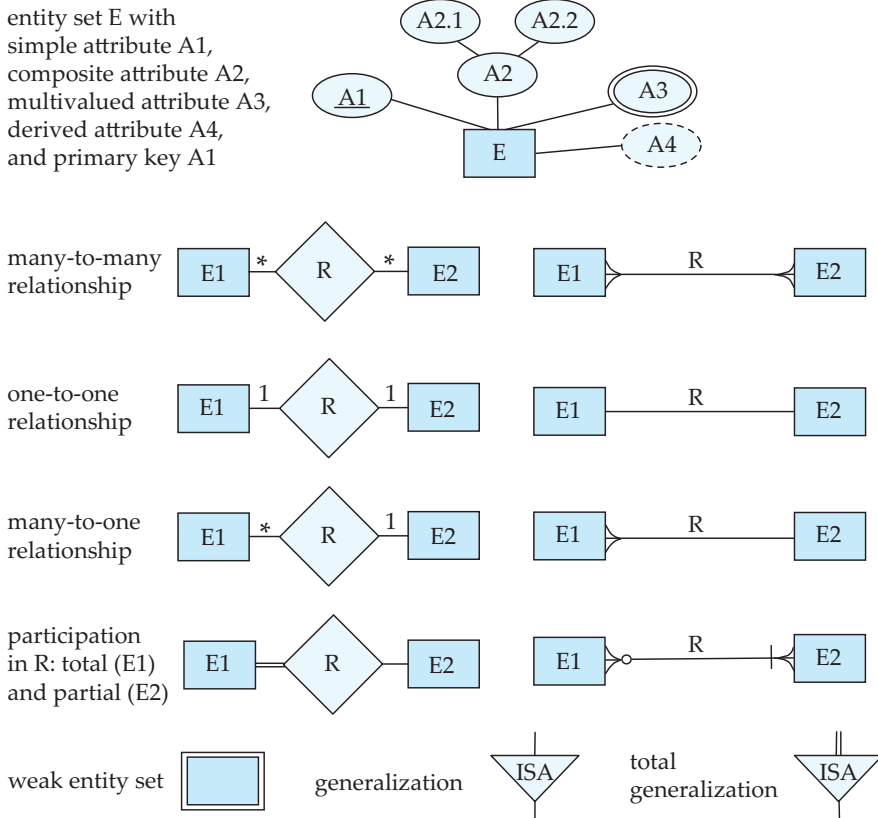 entity set E with
simple attribute A1,
composite attribute A2,
multivalued attribute A3,
derived attribute A4,
and primary key A1
A2.1
A2.2
A2
A1
A3
A4
E
many-to-many
relationship
E1
*
R
*
E2
E1
R
E2
one-to-one
relationship
E1
1
R
1
E2
E1
R
E2
many-to-one
relationship
E1
*
R
1
E2
E1
R
E2
participation
in R: total (E1)
and partial (E2)
E1
R
E2
E1
R
E2
weak entity set
generalization
ISA
total
generalization
ISA